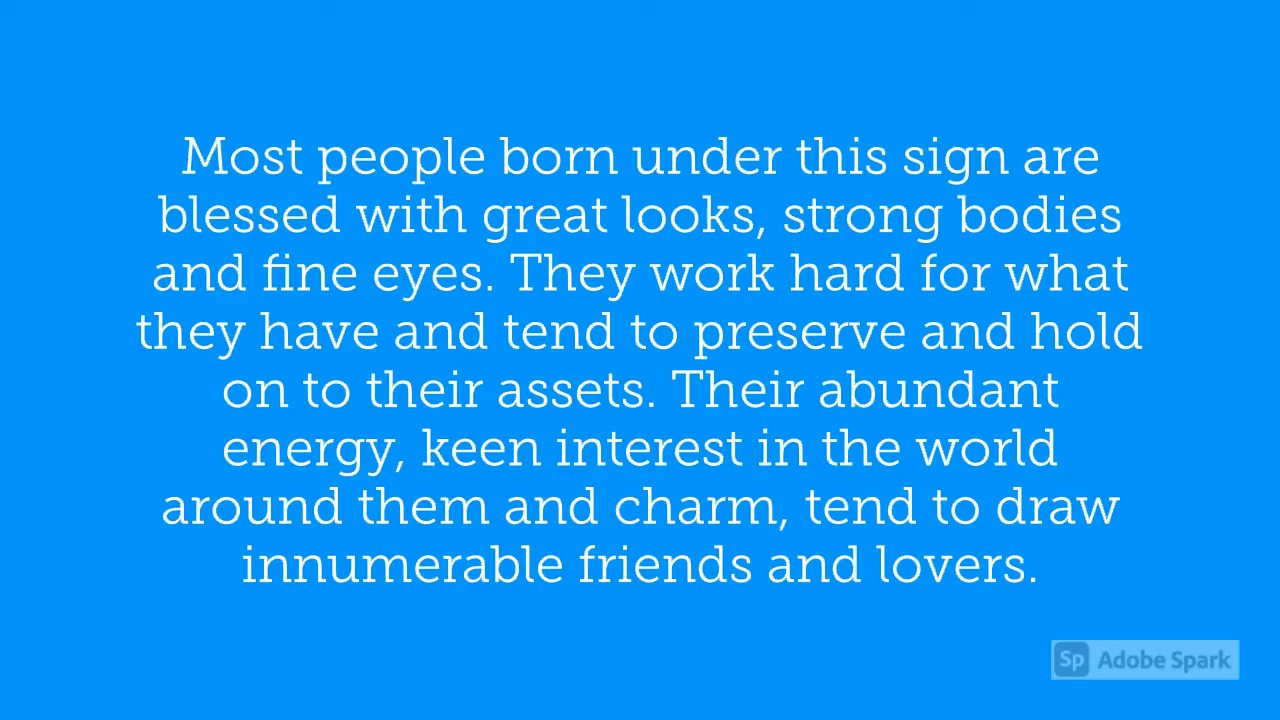 Most people born under this sign are
blessed with great looks, strong bodies
and fine eyes. They work hard for what
they have and tend to preserve and hold
on to their assets. Their abundant
energy, keen interest in the world
around them and charm, tend to draw
innumerable friends and lovers.
Sp Adobe Spark